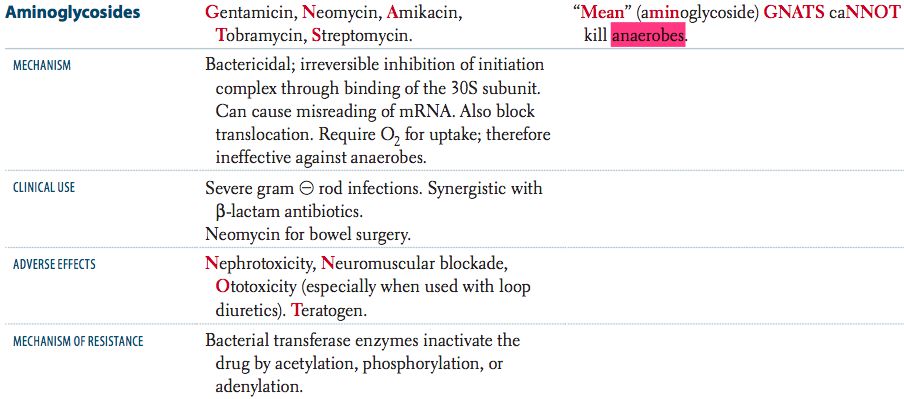 Aminoglycosides
Gentamicin, Neomycin, Amikacin,
Tobramycin, Streptomycin.
“Mean” (aminoglycoside) GNATS caNNOT
kill anaerobes.
MECHANISM
Bactericidal; irreversible inhibition of initiation
complex through binding of the 30S subunit.
Can cause misreading of mRNA. Also block
translocation. Require O₂ for uptake; therefore
ineffective against anaerobes.
CLINICAL USE
Severe gram ⊖ rod infections. Synergistic with
β-lactam antibiotics.
Neomycin for bowel surgery.
ADVERSE EFFECTS
Nephrotoxicity, Neuromuscular blockade,
Ototoxicity (especially when used with loop
diuretics). Teratogen.
MECHANISM OF RESISTANCE
Bacterial transferase enzymes inactivate the
drug by acetylation, phosphorylation, or
adenylation.